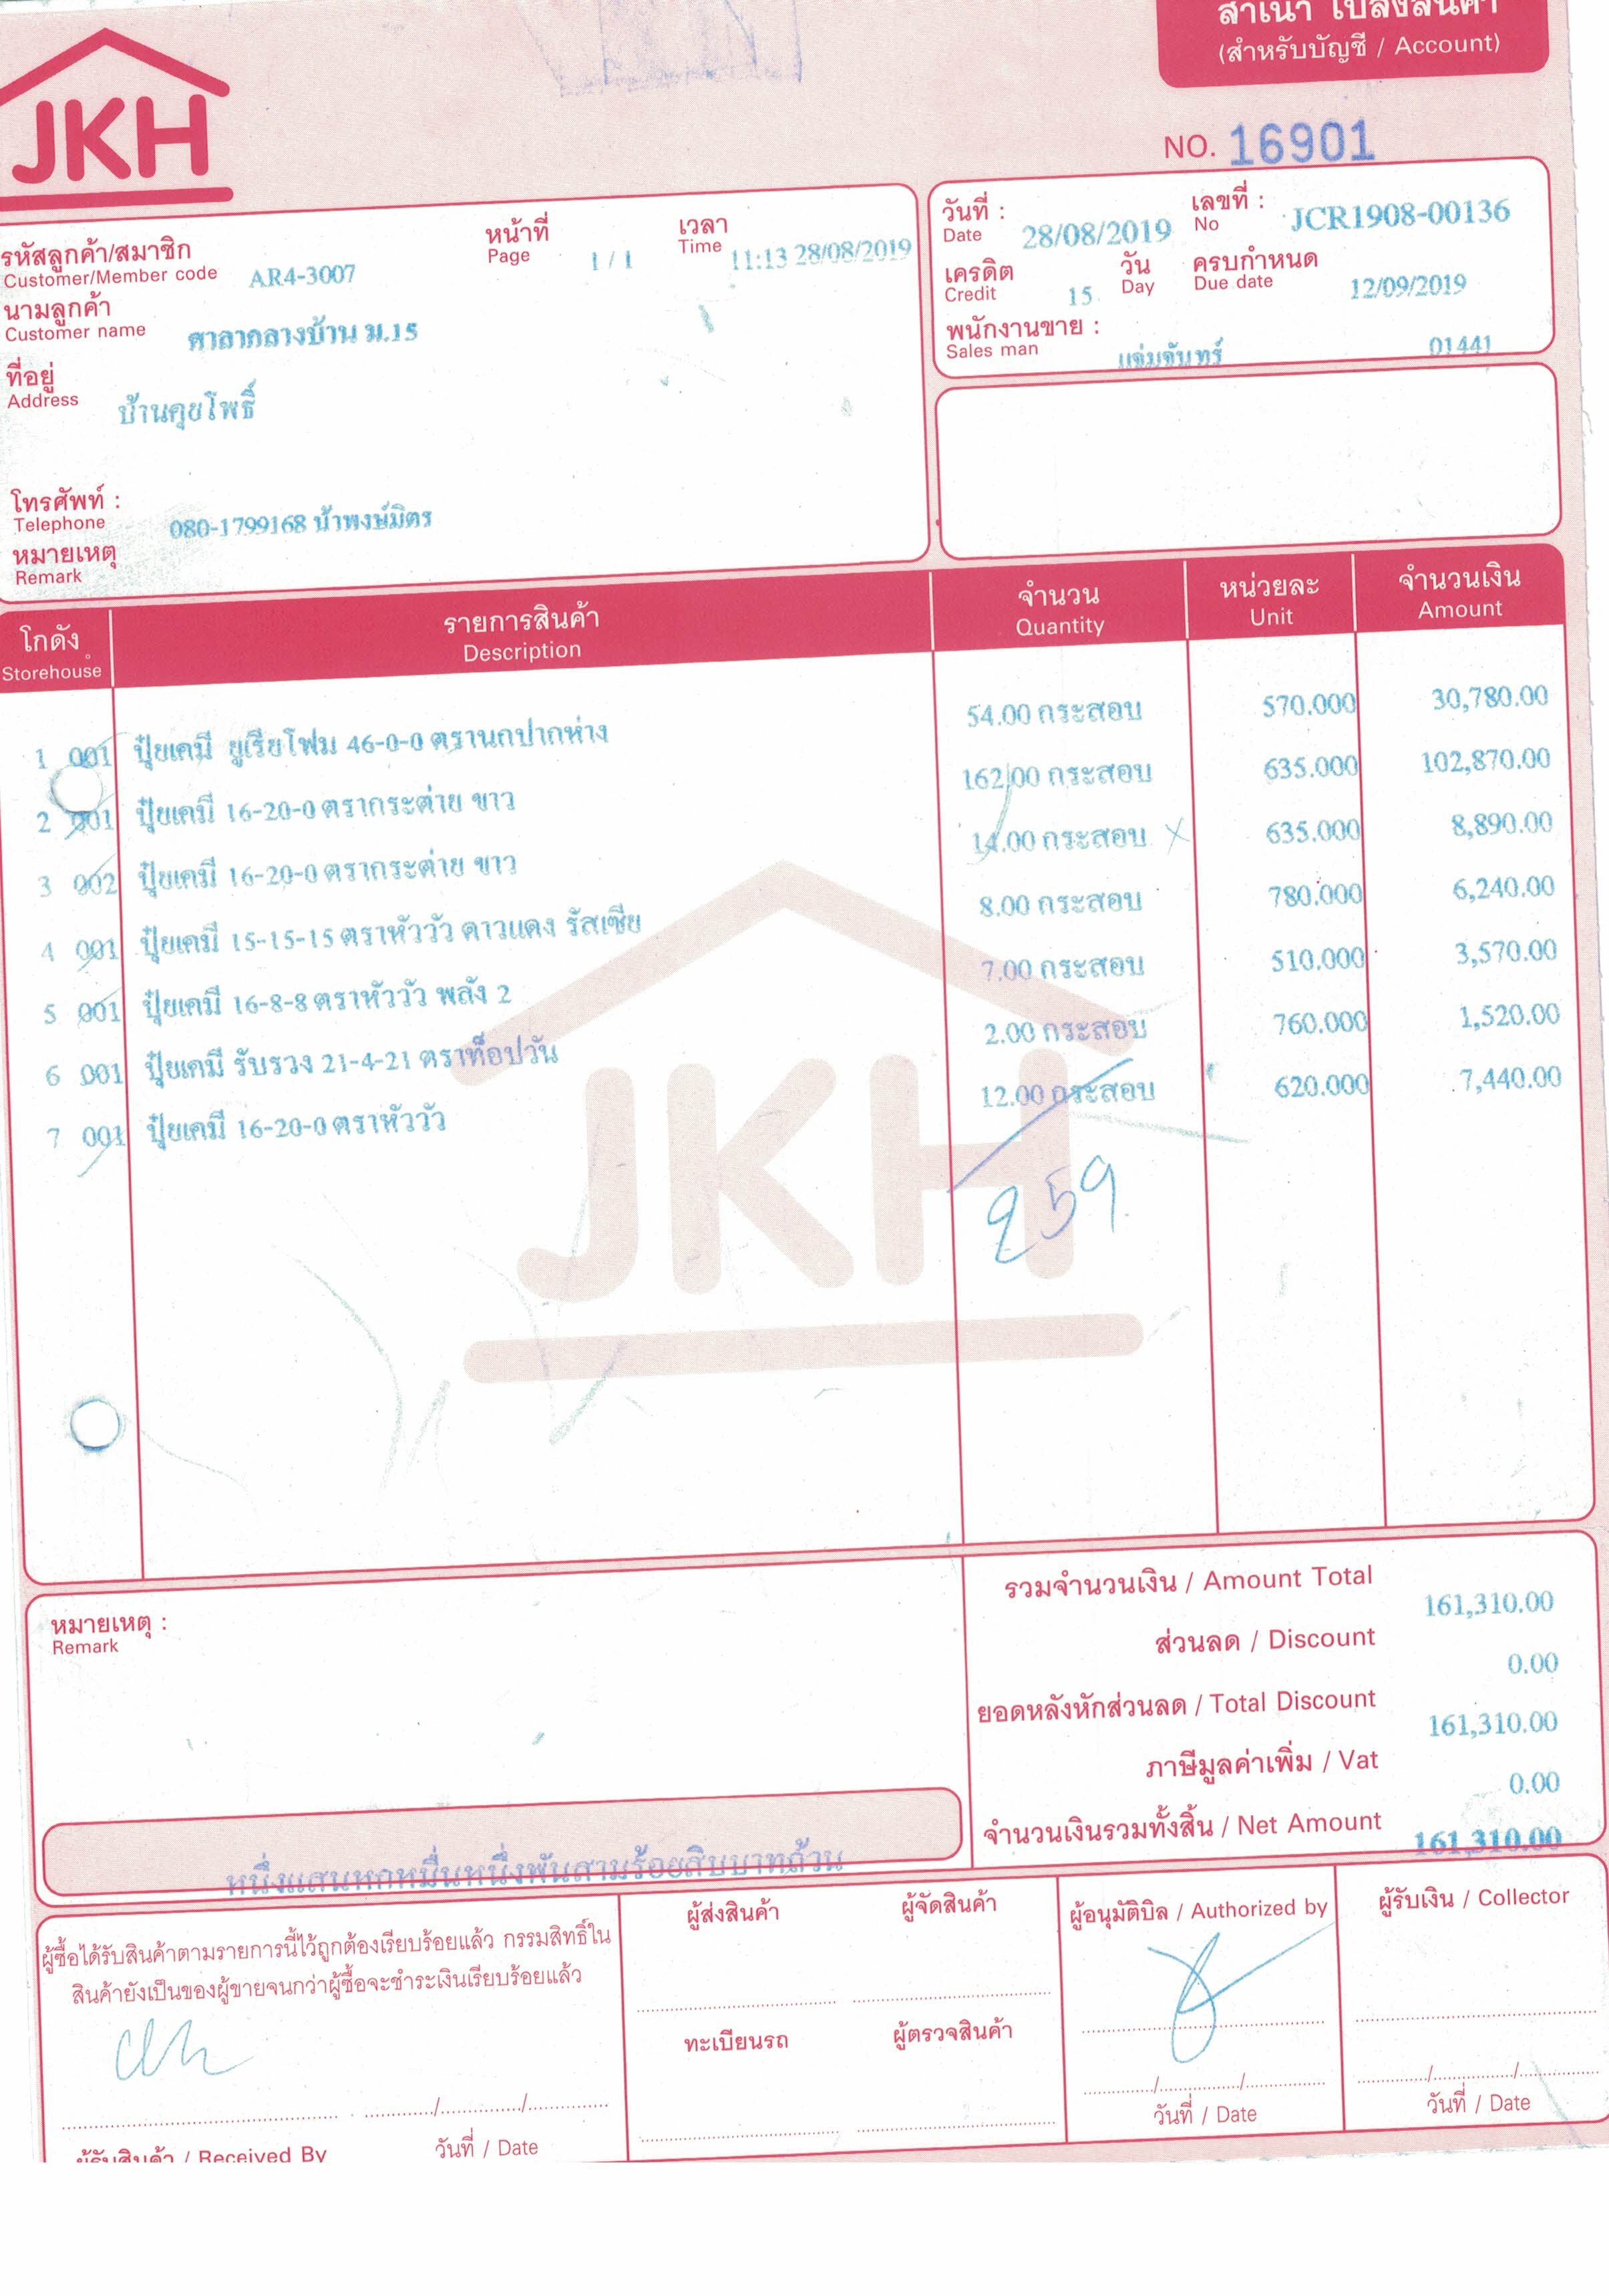 สำเนา ใบส่งสินค้า
(สำหรับบัญชี / Account)
JKH
NO. 16901
รหัสลูกค้า/สมาชิก
Customer/Member code AR4-3007
หน้าที่
Page 1 / 1
เวลา
Time 11:13 28/08/2019
นามลูกค้า
Customer name ศาลากลางบ้าน ม.15
ที่อยู่
Address บ้านคุยโพธิ์
โทรศัพท์ :
Telephone 080-1799168 น้าพงษ์มิตร
หมายเหตุ
Remark
วันที่ :
Date 28/08/2019
เลขที่ :
No JCR1908-00136
เครดิต
Credit 15
วัน
Day
ครบกำหนด
Due date 12/09/2019
พนักงานขาย :
Sales man แจ่มจันทร์ 01441
โกดัง รายการสินค้า จำนวน หน่วยละ จำนวนเงิน
Storehouse Description Quantity Unit Amount
1 001 ปุ๋ยเคมี ยูเรียโฟม 46-0-0 ตรานกปากห่าง 54.00 กระสอบ 570.000 30,780.00
2 001 ปุ๋ยเคมี 16-20-0 ตรากระต่าย ขาว 162.00 กระสอบ 635.000 102,870.00
3 002 ปุ๋ยเคมี 16-20-0 ตรากระต่าย ขาว 14.00 กระสอบ 635.000 8,890.00
4 001 ปุ๋ยเคมี 15-15-15 ตราหัววัว ดาวแดง รัสเซีย 8.00 กระสอบ 780.000 6,240.00
5 001 ปุ๋ยเคมี 16-8-8 ตราหัววัว พลัง 2 7.00 กระสอบ 510.000 3,570.00
6 001 ปุ๋ยเคมี รับรวง 21-4-21 ตราท็อปวัน 2.00 กระสอบ 760.000 1,520.00
7 001 ปุ๋ยเคมี 16-20-0 ตราหัววัว 12.00 กระสอบ 620.000 7,440.00
259
JKH
รวมจำนวนเงิน / Amount Total 161,310.00
ส่วนลด / Discount 0.00
ยอดหลังหักส่วนลด / Total Discount 161,310.00
ภาษีมูลค่าเพิ่ม / Vat 0.00
จำนวนเงินรวมทั้งสิ้น / Net Amount 161,310.00
หมายเหตุ :
Remark
หนึ่งแสนหกหมื่นหนึ่งพันสามร้อยสิบบาทถ้วน
ผู้ซื้อได้รับสินค้าตามรายการนี้ไว้ถูกต้องเรียบร้อยแล้ว กรรมสิทธิ์ใน
สินค้ายังเป็นของผู้ขายจนกว่าผู้ซื้อจะชำระเงินเรียบร้อยแล้ว
ผู้รับสินค้า / Received By วันที่ / Date
ผู้ส่งสินค้า ผู้จัดสินค้า
ทะเบียนรถ ผู้ตรวจสินค้า
ผู้อนุมัติบิล / Authorized by
วันที่ / Date
ผู้รับเงิน / Collector
วันที่ / Date